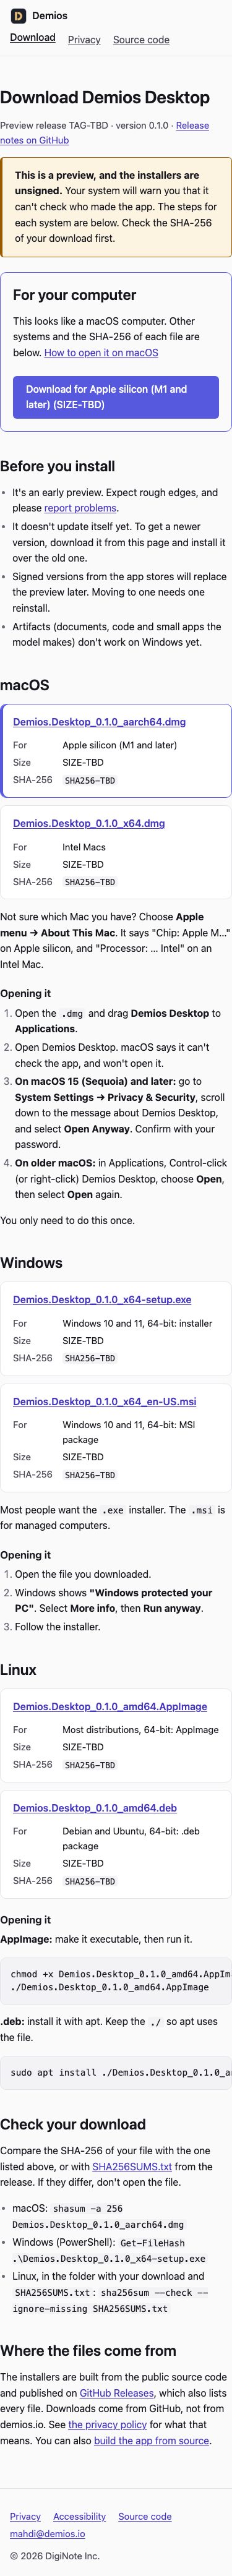 D Demios
Download Privacy Source code
Download Demios Desktop
Preview release TAG-TBD · version 0.1.0 · Release
notes on GitHub
This is a preview, and the installers are
unsigned. Your system will warn you that it
can't check who made the app. The steps for
each system are below. Check the SHA-256
of your download first.
For your computer
This looks like a macOS computer. Other
systems and the SHA-256 of each file are
below. How to open it on macOS
Download for Apple silicon (M1 and
later) (SIZE-TBD)
Before you install
• It's an early preview. Expect rough edges, and
please report problems.
• It doesn't update itself yet. To get a newer
version, download it from this page and install it
over the old one.
• Signed versions from the app stores will replace
the preview later. Moving to one needs one
reinstall.
• Artifacts (documents, code and small apps the
model makes) don't work on Windows yet.
macOS
Demios.Desktop_0.1.0_aarch64.dmg
For Apple silicon (M1 and later)
Size SIZE-TBD
SHA-256 SHA256-TBD
Demios.Desktop_0.1.0_x64.dmg
For Intel Macs
Size SIZE-TBD
SHA-256 SHA256-TBD
Not sure which Mac you have? Choose Apple
menu → About This Mac. It says "Chip: Apple M…"
on Apple silicon, and "Processor: … Intel" on an
Intel Mac.
Opening it
1. Open the .dmg and drag Demios Desktop to
Applications.
2. Open Demios Desktop. macOS says it can't
check the app, and won't open it.
3. On macOS 15 (Sequoia) and later: go to
System Settings → Privacy & Security, scroll
down to the message about Demios Desktop,
and select Open Anyway. Confirm with your
password.
4. On older macOS: in Applications, Control-click
(or right-click) Demios Desktop, choose Open,
then select Open again.
You only need to do this once.
Windows
Demios.Desktop_0.1.0_x64-setup.exe
For Windows 10 and 11, 64-bit: installer
Size SIZE-TBD
SHA-256 SHA256-TBD
Demios.Desktop_0.1.0_x64_en-US.msi
For Windows 10 and 11, 64-bit: MSI
package
Size SIZE-TBD
SHA-256 SHA256-TBD
Most people want the .exe installer. The .msi is
for managed computers.
Opening it
1. Open the file you downloaded.
2. Windows shows "Windows protected your
PC". Select More info, then Run anyway.
3. Follow the installer.
Linux
Demios.Desktop_0.1.0_amd64.AppImage
For Most distributions, 64-bit: AppImage
Size SIZE-TBD
SHA-256 SHA256-TBD
Demios.Desktop_0.1.0_amd64.deb
For Debian and Ubuntu, 64-bit: .deb
package
Size SIZE-TBD
SHA-256 SHA256-TBD
Opening it
AppImage: make it executable, then run it.
chmod +x Demios.Desktop_0.1.0_amd64.AppIma
./Demios.Desktop_0.1.0_amd64.AppImage
.deb: install it with apt. Keep the ./ so apt uses
the file.
sudo apt install ./Demios.Desktop_0.1.0_am
Check your download
Compare the SHA-256 of your file with the one
listed above, or with SHA256SUMS.txt from the
release. If they differ, don't open the file.
• macOS: shasum -a 256
Demios.Desktop_0.1.0_aarch64.dmg
• Windows (PowerShell): Get-FileHash
.\Demios.Desktop_0.1.0_x64-setup.exe
• Linux, in the folder with your download and
SHA256SUMS.txt: sha256sum --check --
ignore-missing SHA256SUMS.txt
Where the files come from
The installers are built from the public source code
and published on GitHub Releases, which also lists
every file. Downloads come from GitHub, not from
demios.io. See the privacy policy for what that
means. You can also build the app from source.
Privacy Accessibility Source code
mahdi@demios.io
© 2026 DigiNote Inc.